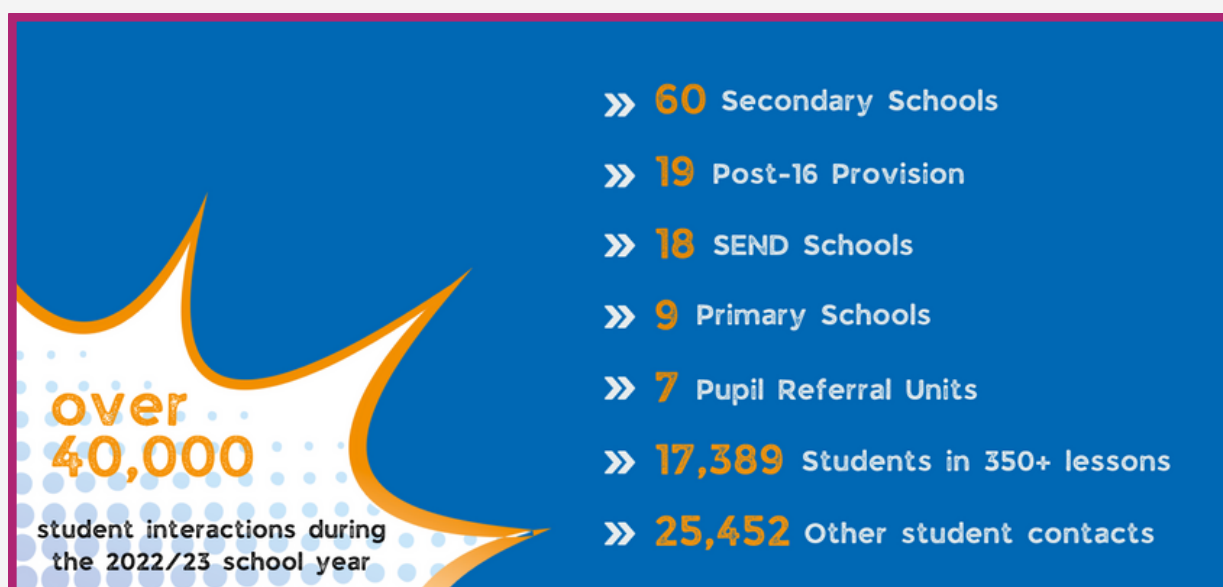 60 Secondary Schools
19 Post-16 Provision
18 SEND Schools
9 Primary Schools
7 Pupil Referral Units
17,389 Students in 350+ lessons
25,452 Other student contacts
over
40,000
student interactions during
the 2022/23 school year